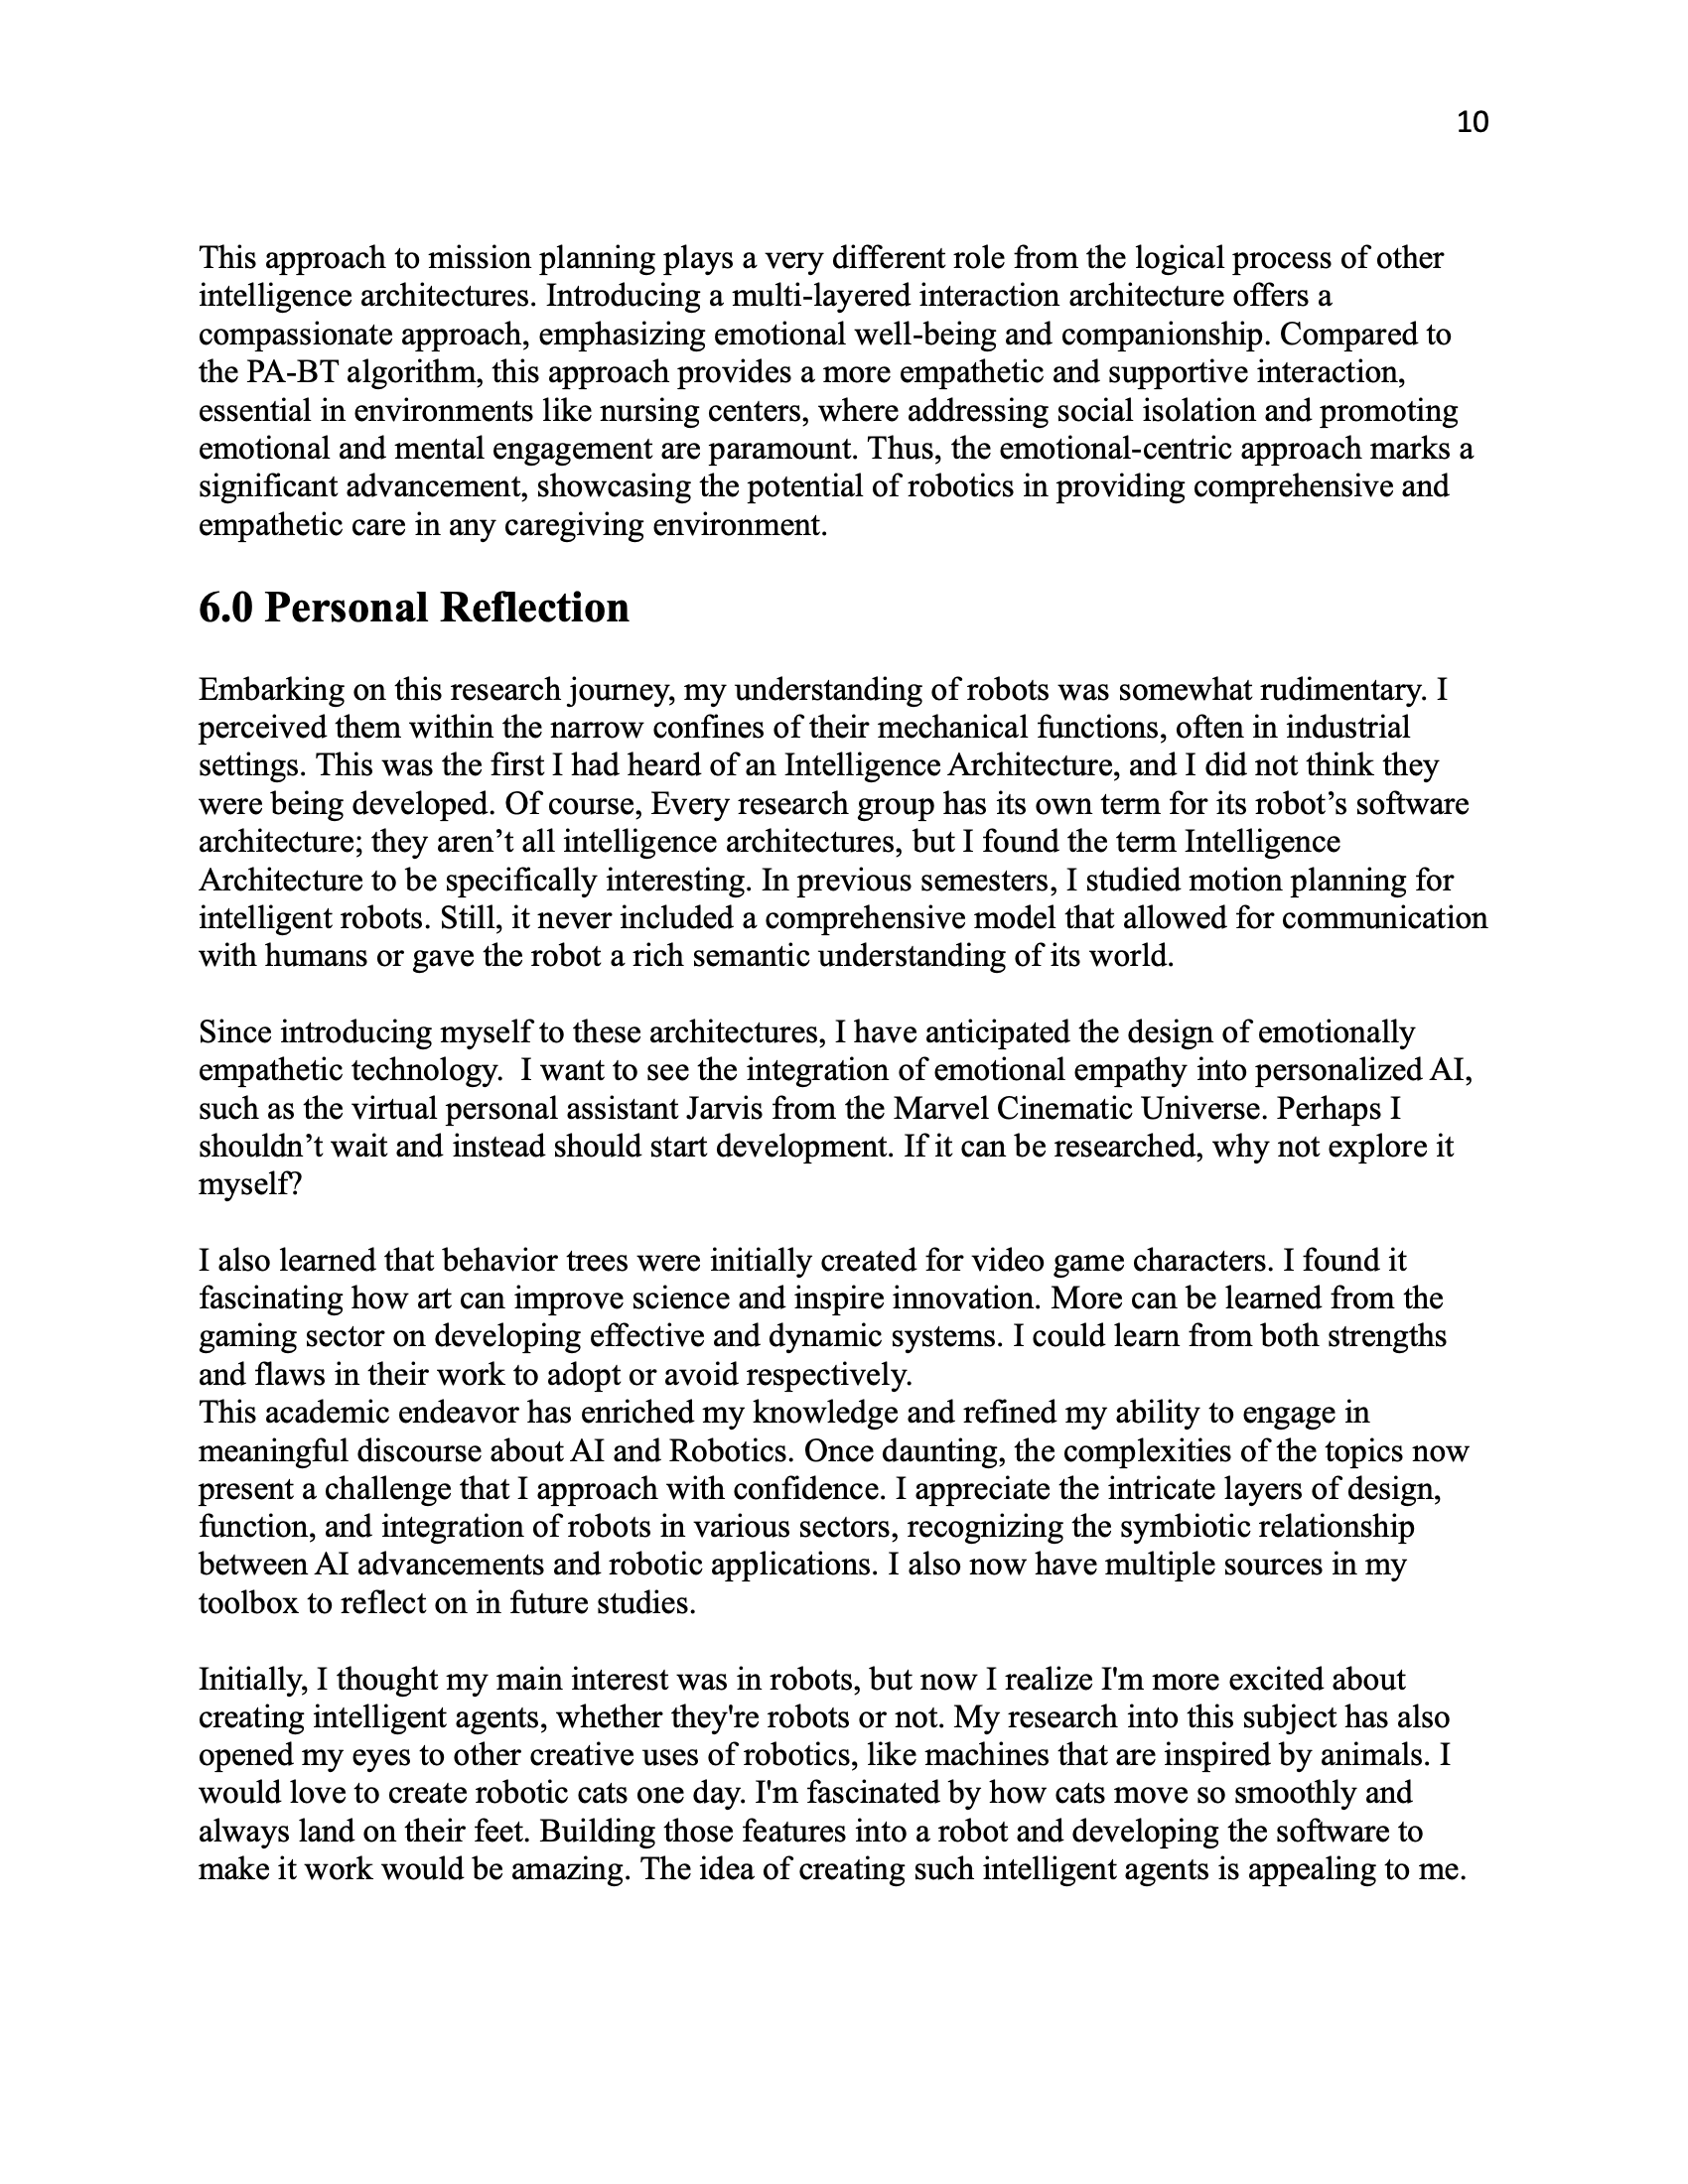 10
This approach to mission planning plays a very different role from the logical process of other
intelligence architectures. Introducing a multi-layered interaction architecture offers a
compassionate approach, emphasizing emotional well-being and companionship. Compared to
the PA-BT algorithm, this approach provides a more empathetic and supportive interaction,
essential in environments like nursing centers, where addressing social isolation and promoting
emotional and mental engagement are paramount. Thus, the emotional-centric approach marks a
significant advancement, showcasing the potential of robotics in providing comprehensive and
empathetic care in any caregiving environment.
6.0 Personal Reflection
Embarking on this research journey, my understanding of robots was somewhat rudimentary. I
perceived them within the narrow confines of their mechanical functions, often in industrial
settings. This was the first I had heard of an Intelligence Architecture, and I did not think they
were being developed. Of course, Every research group has its own term for its robot’s software
architecture; they aren’t all intelligence architectures, but I found the term Intelligence
Architecture to be specifically interesting. In previous semesters, I studied motion planning for
intelligent robots. Still, it never included a comprehensive model that allowed for communication
with humans or gave the robot a rich semantic understanding of its world.
Since introducing myself to these architectures, I have anticipated the design of emotionally
empathetic technology.  I want to see the integration of emotional empathy into personalized AI,
such as the virtual personal assistant Jarvis from the Marvel Cinematic Universe. Perhaps I
shouldn’t wait and instead should start development. If it can be researched, why not explore it
myself?
I also learned that behavior trees were initially created for video game characters. I found it
fascinating how art can improve science and inspire innovation. More can be learned from the
gaming sector on developing effective and dynamic systems. I could learn from both strengths
and flaws in their work to adopt or avoid respectively.
This academic endeavor has enriched my knowledge and refined my ability to engage in
meaningful discourse about AI and Robotics. Once daunting, the complexities of the topics now
present a challenge that I approach with confidence. I appreciate the intricate layers of design,
function, and integration of robots in various sectors, recognizing the symbiotic relationship
between AI advancements and robotic applications. I also now have multiple sources in my
toolbox to reflect on in future studies.
Initially, I thought my main interest was in robots, but now I realize I'm more excited about
creating intelligent agents, whether they're robots or not. My research into this subject has also
opened my eyes to other creative uses of robotics, like machines that are inspired by animals. I
would love to create robotic cats one day. I'm fascinated by how cats move so smoothly and
always land on their feet. Building those features into a robot and developing the software to
make it work would be amazing. The idea of creating such intelligent agents is appealing to me.